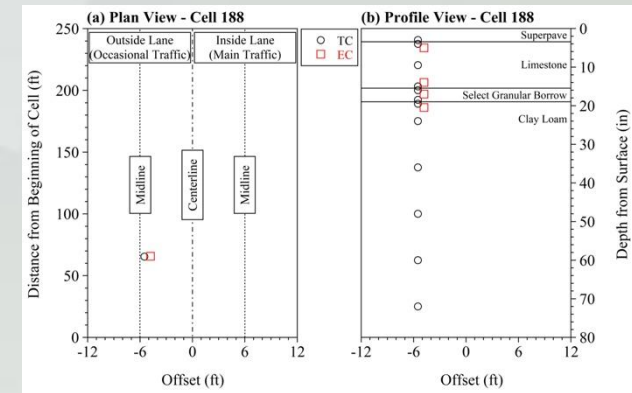 (a) Plan View - Cell 188
Outside Lane
(Occasional Traffic)
Inside Lane
(Main Traffic)
Midline
Centerline
Midline
250
200
150
100
50
0
Distance from Beginning of Cell (ft)
-12 -6 0 6 12
Offset (ft)
TC
EC
(b) Profile View - Cell 188
Superpave
Limestone
Select Granular Borrow
Clay Loam
0
10
20
30
40
50
60
70
80
Depth from Surface (in)
-12 -6 0 6 12
Offset (ft)